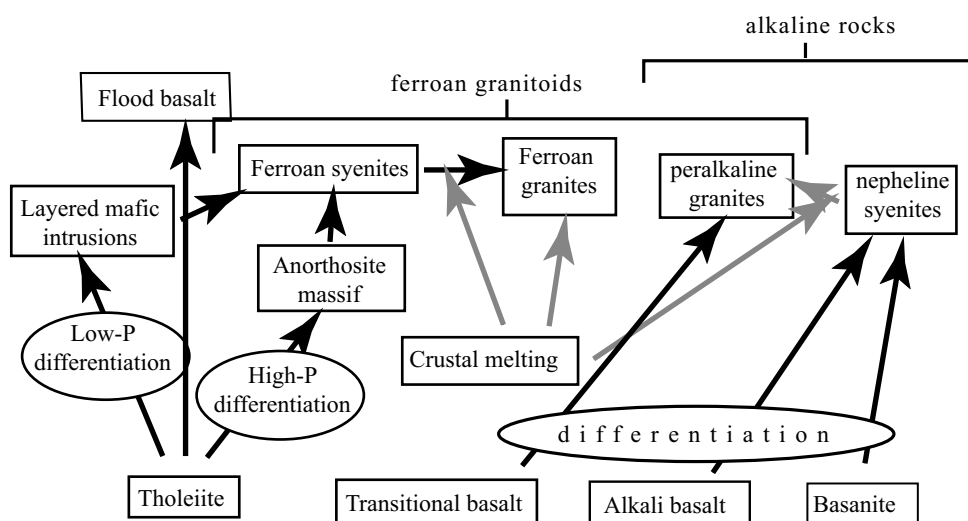 alkaline rocks
ferroan granitoids
Flood basalt
Ferroan syenites
Ferroan
granites
peralkaline
granites
nepheline
syenites
Layered mafic
intrusions
Anorthosite
massif
Low-P
differentiation
High-P
differentiation
Crustal melting
differentiation
Tholeiite
Transitional basalt
Alkali basalt
Basanite